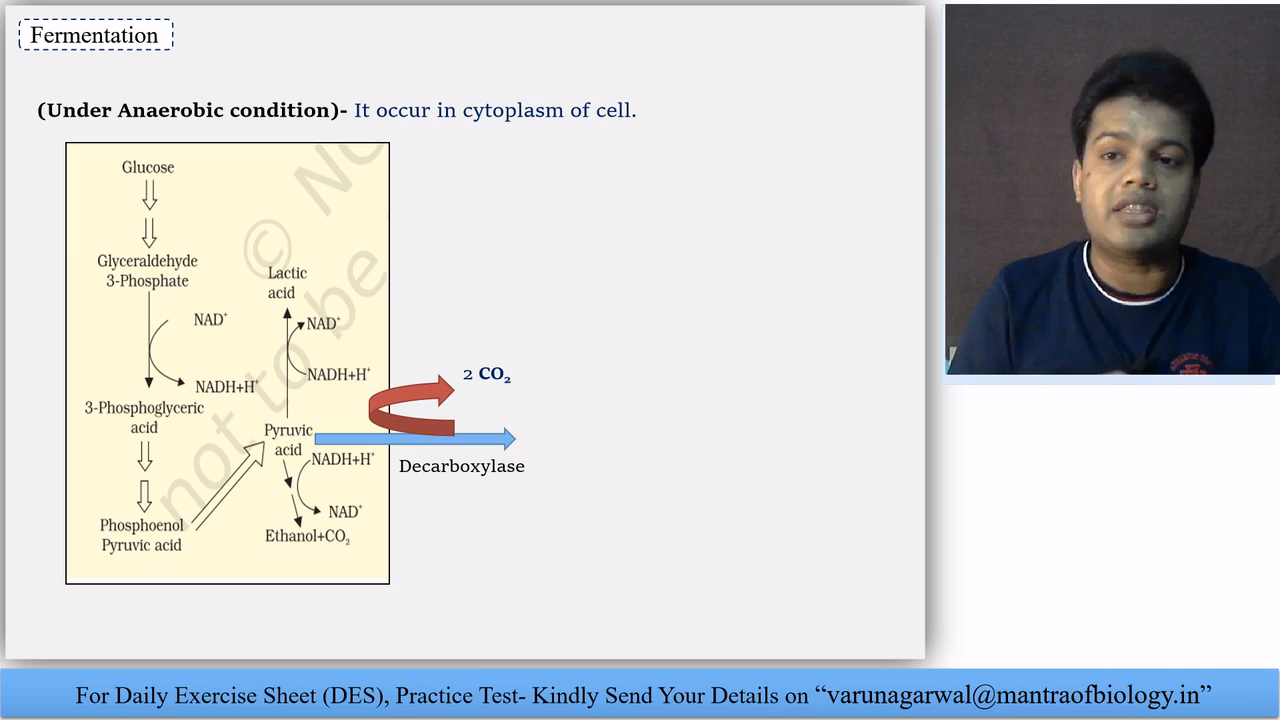 Fermentation
(Under Anaerobic condition)- It occur in cytoplasm of cell.
© NC
not to be
Glucose
Glyceraldehyde
3-Phosphate
NAD⁺
NADH+H⁺
3-Phosphoglyceric
acid
Phosphoenol
Pyruvic acid
Lactic
acid
NAD⁺
NADH+H⁺
Pyruvic
acid
NADH+H⁺
NAD⁺
Ethanol+CO₂
2 CO₂
Decarboxylase
For Daily Exercise Sheet (DES), Practice Test- Kindly Send Your Details on “varunagarwal@mantraofbiology.in”